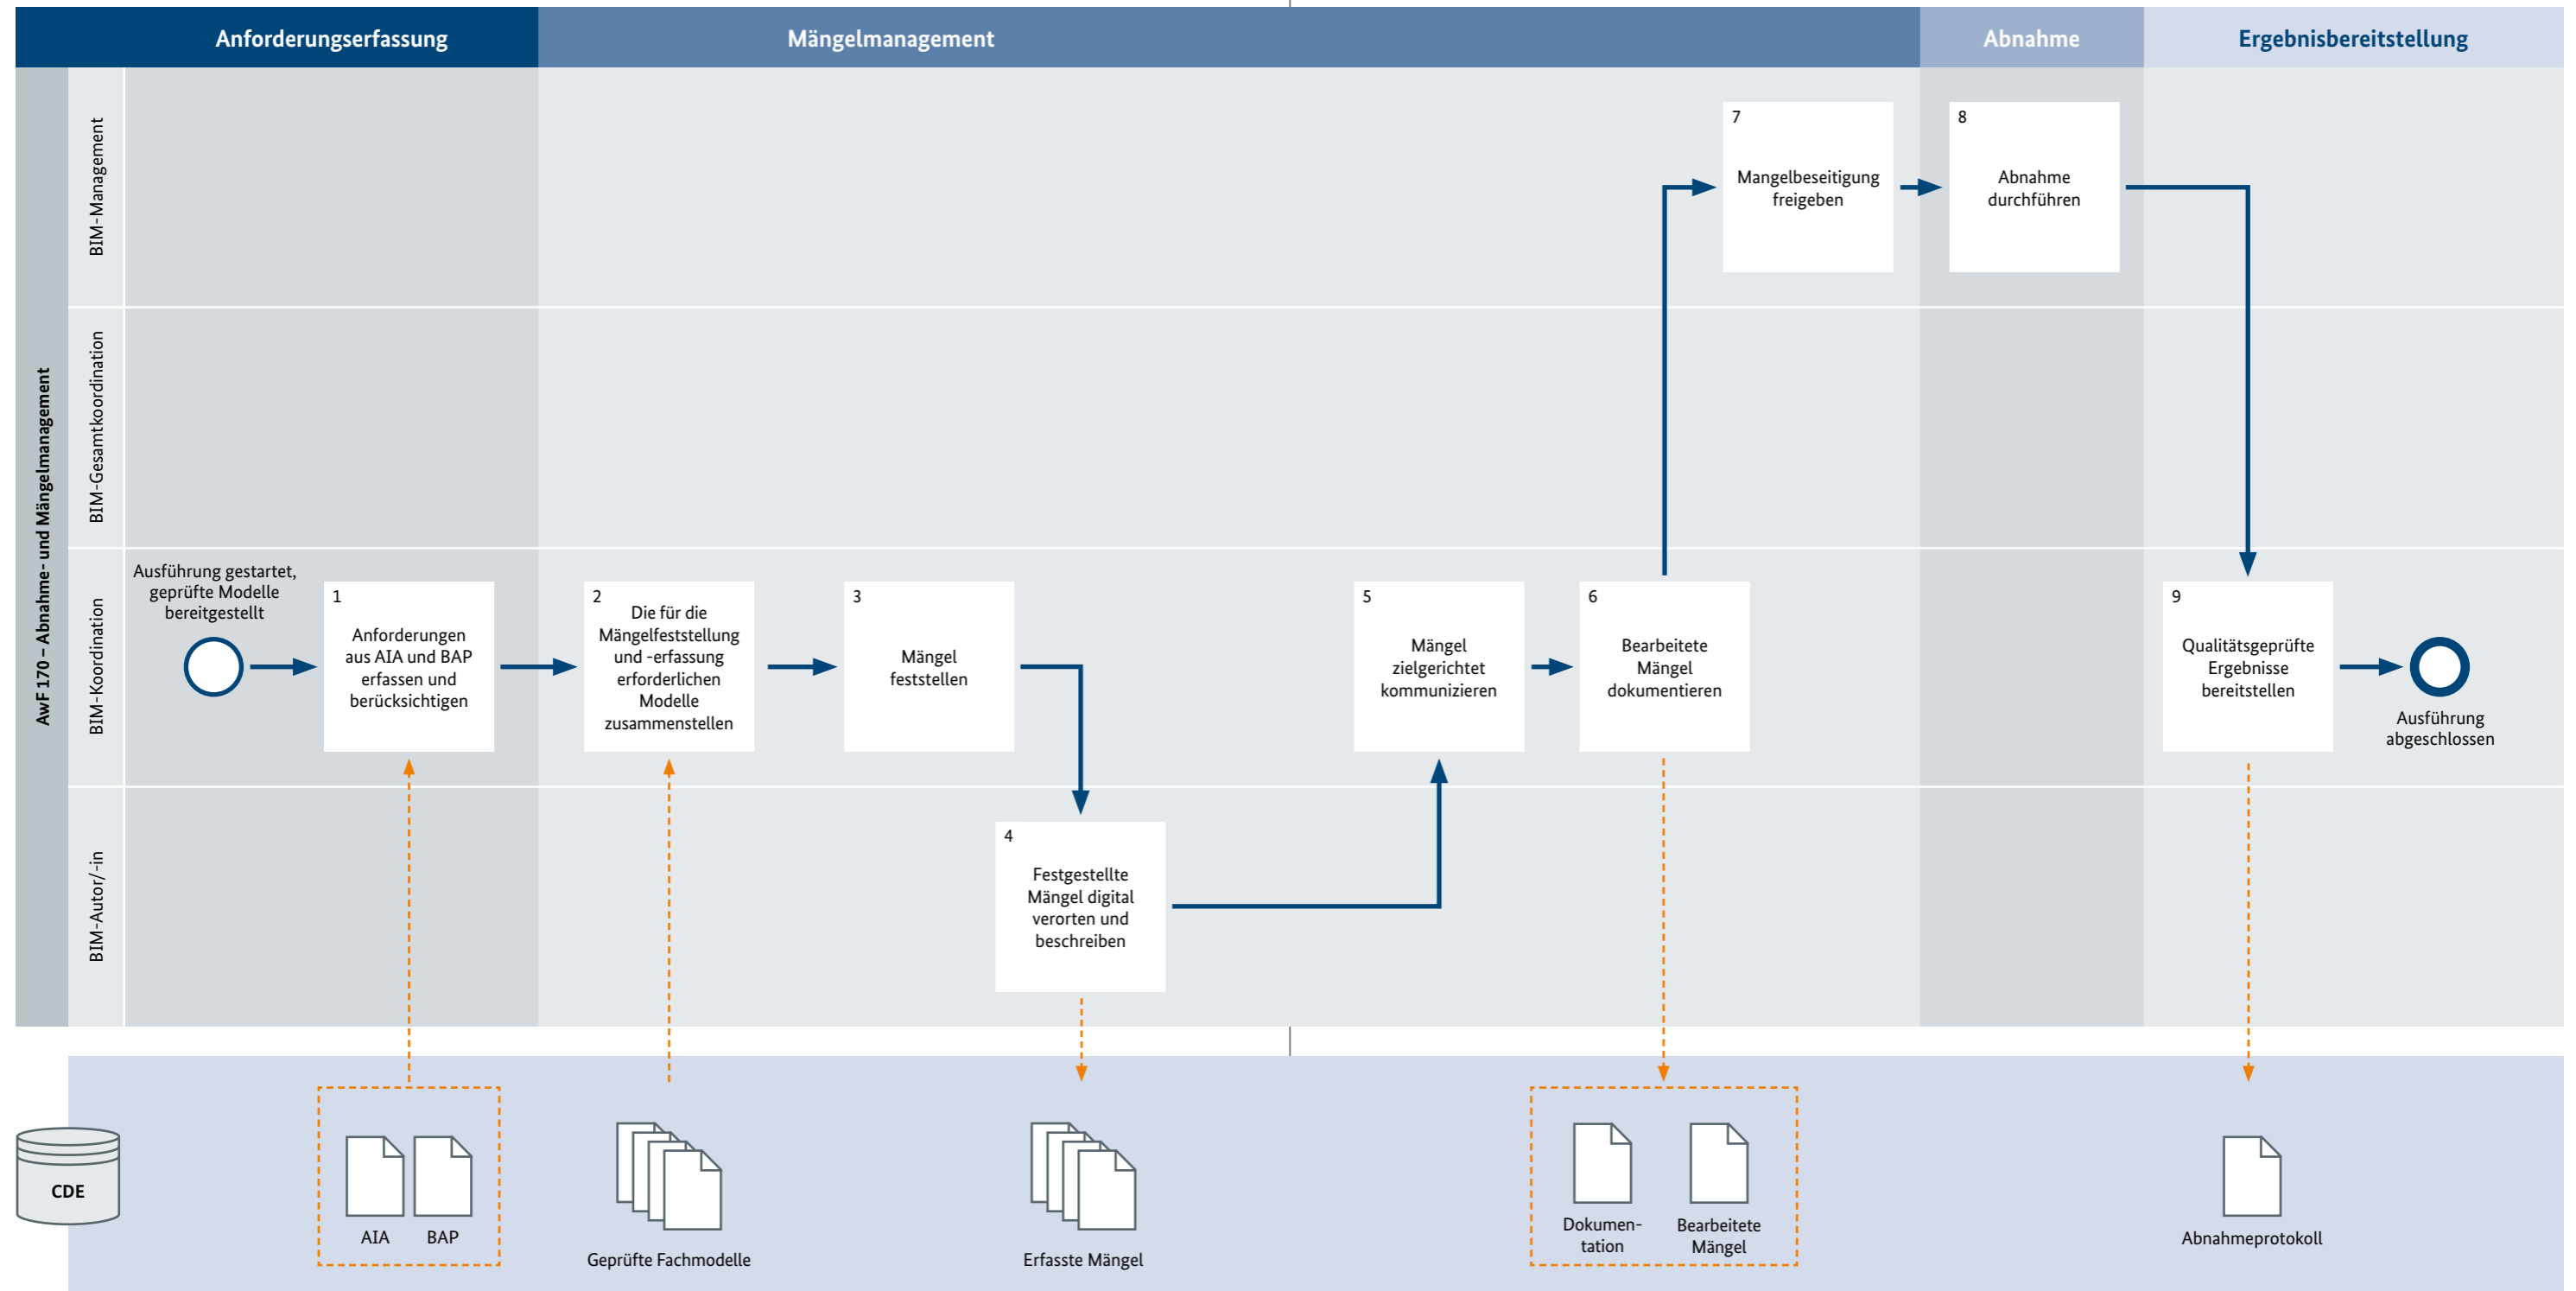 Anforderungserfassung
Mängelmanagement
Abnahme
Ergebnisbereitstellung
AwF 170 – Abnahme- und Mängelmanagement
BIM-Management
7
Mangelbeseitigung
freigeben
8
Abnahme
durchführen
BIM-Gesamtkoordination
BIM-Koordination
Ausführung gestartet,
geprüfte Modelle
bereitgestellt
1
Anforderungen
aus AIA und BAP
erfassen und
berücksichtigen
2
Die für die
Mängelfeststellung
und -erfassung
erforderlichen
Modelle
zusammenstellen
3
Mängel
feststellen
5
Mängel
zielgerichtet
kommunizieren
6
Bearbeitete
Mängel
dokumentieren
9
Qualitätsgeprüfte
Ergebnisse
bereitstellen
Ausführung
abgeschlossen
BIM-Autor/-in
4
Festgestellte
Mängel digital
verorten und
beschreiben
CDE
AIA
BAP
Geprüfte Fachmodelle
Erfasste Mängel
Dokumen-
tation
Bearbeitete
Mängel
Abnahmeprotokoll